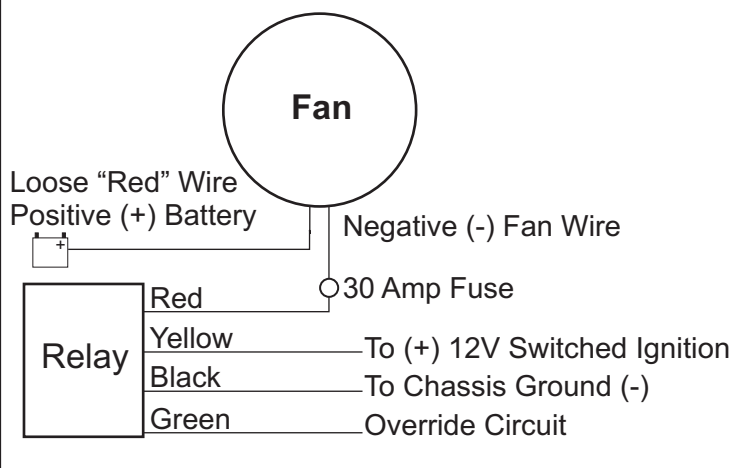 Fan
Loose “Red” Wire
Positive (+) Battery
+
Negative (-) Fan Wire
30 Amp Fuse
Relay
Red
Yellow
To (+) 12V Switched Ignition
Black
To Chassis Ground (-)
Green
Override Circuit